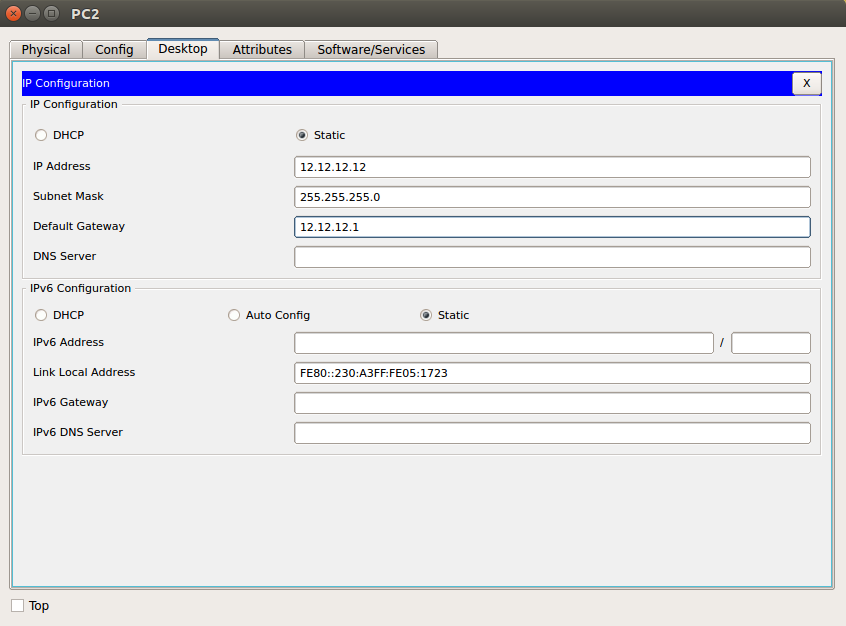 PC2
Physical Config Desktop Attributes Software/Services
IP Configuration X
IP Configuration
DHCP Static
IP Address 12.12.12.12
Subnet Mask 255.255.255.0
Default Gateway 12.12.12.1
DNS Server
IPv6 Configuration
DHCP Auto Config Static
IPv6 Address /
Link Local Address FE80::230:A3FF:FE05:1723
IPv6 Gateway
IPv6 DNS Server
Top